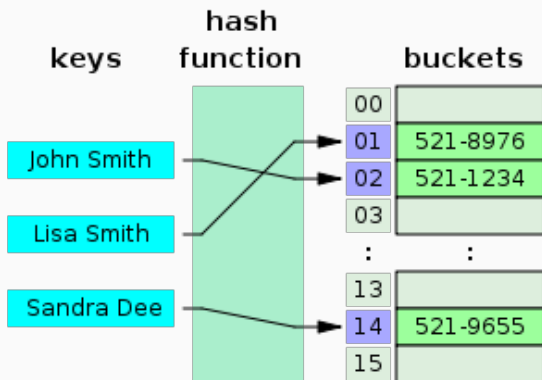 hash
keys function buckets
00
01 521-8976
John Smith
02 521-1234
03
Lisa Smith
: :
13
Sandra Dee
14 521-9655
15